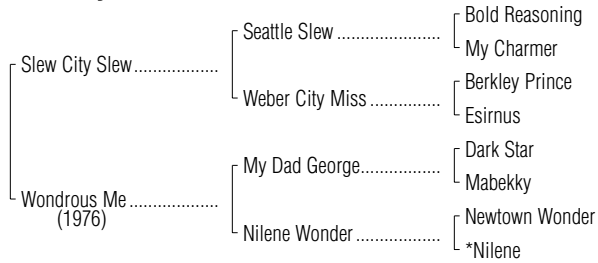 Bold Reasoning
Seattle Slew ..................
My Charmer
Slew City Slew..................
Berkley Prince
Weber City Miss ...............
Esirnus
Dark Star
My Dad George................
Mabekky
Wondrous Me ...................
(1976)
Newtown Wonder
Nilene Wonder ..................
*Nilene